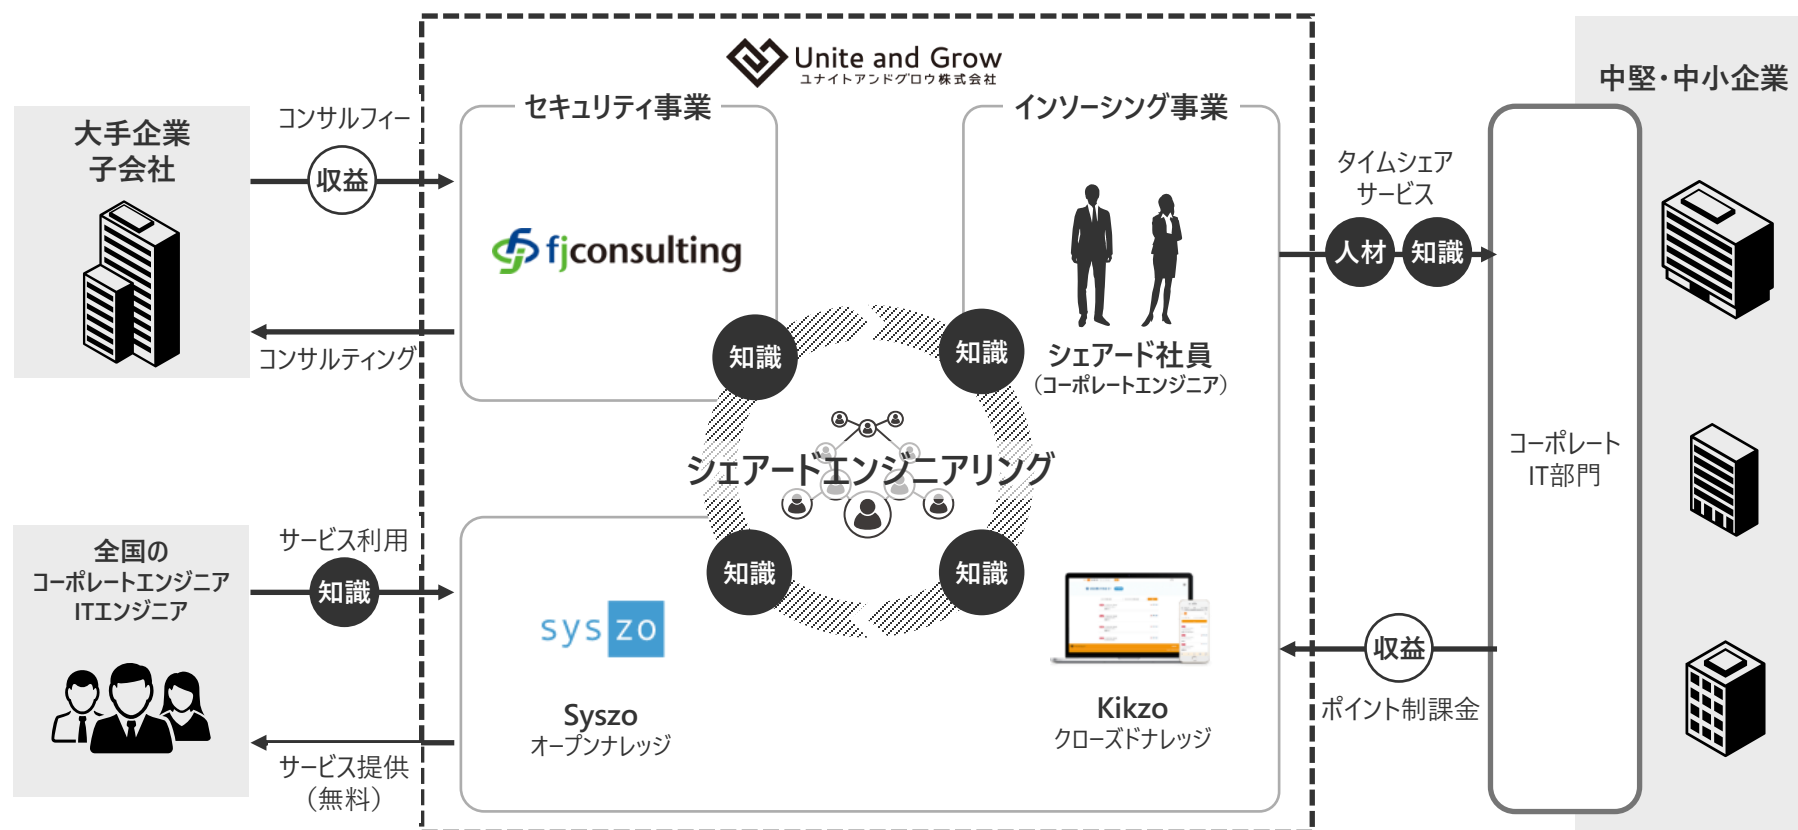 Unite and Grow
ユナイトアンドグロウ株式会社
中堅・中小企業
大手企業
子会社
コンサルフィー
収益
コンサルティング
セキュリティ事業
fjconsulting
インソーシング事業
シェアード社員
（コーポレートエンジニア）
タイムシェア
サービス
人材
知識
知識
知識
シェアードエンジニアリング
知識
知識
コーポレート
IT部門
全国の
コーポレートエンジニア
ITエンジニア
サービス利用
知識
サービス提供
（無料）
sys zo
Syszo
オープンナレッジ
Kikzo
クローズドナレッジ
収益
ポイント制課金